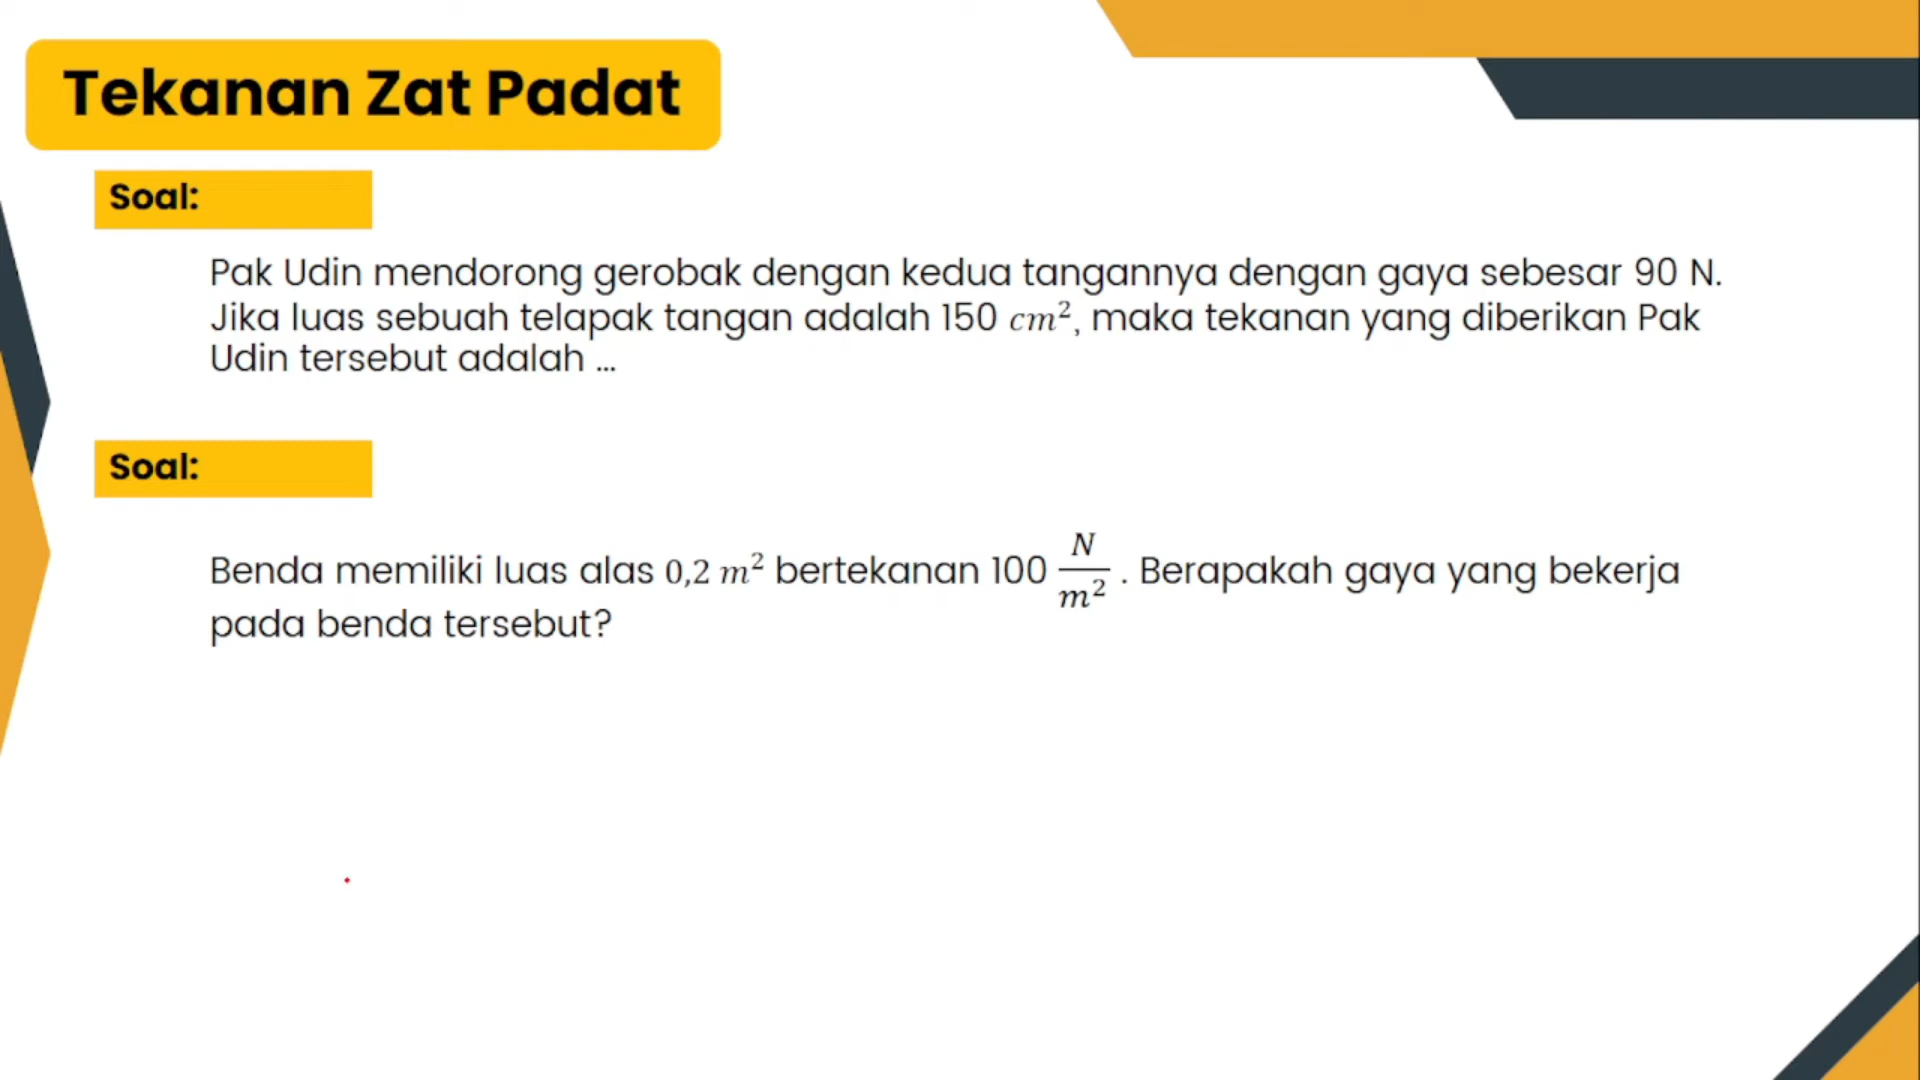 Tekanan Zat Padat
Soal:
Pak Udin mendorong gerobak dengan kedua tangannya dengan gaya sebesar 90 N.
Jika luas sebuah telapak tangan adalah 150 cm², maka tekanan yang diberikan Pak
Udin tersebut adalah ...
Soal:
Benda memiliki luas alas 0,2 m² bertekanan 100 N/m² . Berapakah gaya yang bekerja
pada benda tersebut?